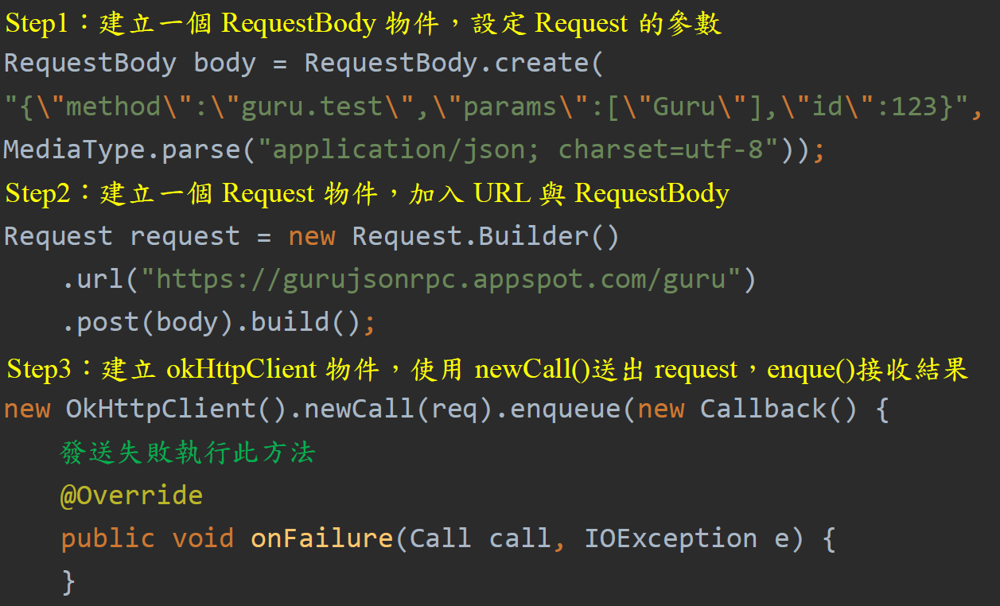 Step1：建立一個 RequestBody 物件，設定 Request 的參數
RequestBody body = RequestBody.create(
"{\"method\":\"guru.test\",\"params\":[\"Guru\"],\"id\":123}",
MediaType.parse("application/json; charset=utf-8"));
Step2：建立一個 Request 物件，加入 URL 與 RequestBody
Request request = new Request.Builder()
.url("https://gurujsonrpc.appspot.com/guru")
.post(body).build();
Step3：建立 okHttpClient 物件，使用 newCall()送出 request，enque()接收結果
new OkHttpClient().newCall(req).enqueue(new Callback() {
發送失敗執行此方法
@Override
public void onFailure(Call call, IOException e) {
}